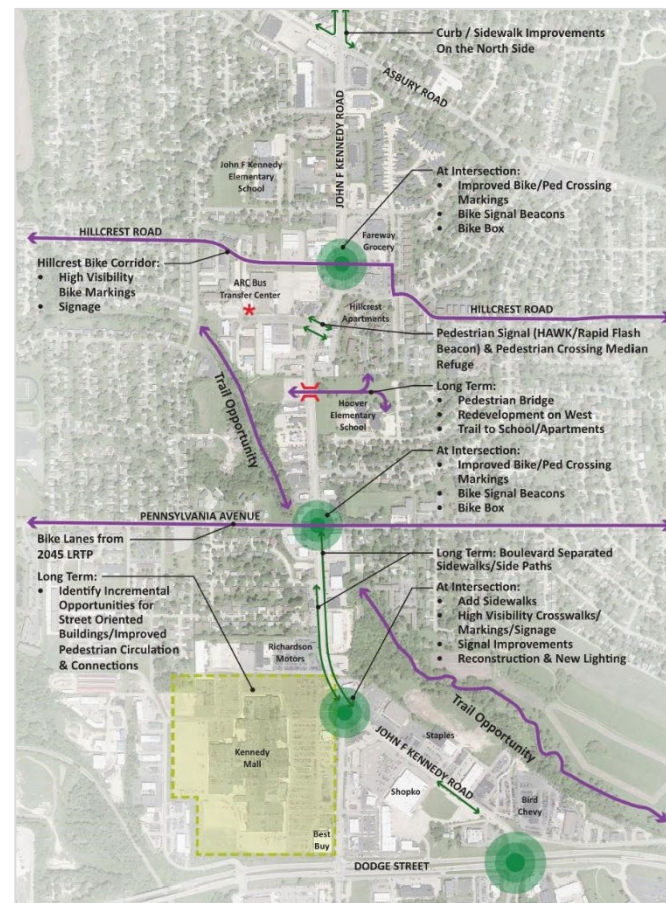 Curb / Sidewalk Improvements
On the North Side
ASBURY ROAD
JOHN F KENNEDY ROAD
John F Kennedy
Elementary
School
At Intersection:
• Improved Bike/Ped Crossing
Markings
• Bike Signal Beacons
• Bike Box
HILLCREST ROAD
Fareway
Grocery
Hillcrest Bike Corridor:
• High Visibility
Bike Markings
• Signage
ARC Bus
Transfer Center
*
Hillcrest
Apartments
HILLCREST ROAD
Pedestrian Signal (HAWK/Rapid Flash
Beacon) & Pedestrian Crossing Median
Refuge
Trail Opportunity
Hoover
Elementary
School
Long Term:
• Pedestrian Bridge
• Redevelopment on West
• Trail to School/Apartments
At Intersection:
• Improved Bike/Ped Crossing
Markings
• Bike Signal Beacons
• Bike Box
PENNSYLVANIA AVENUE
Bike Lanes from
2045 LRTP
Long Term:
• Identify Incremental
Opportunities for
Street Oriented
Buildings/Improved
Pedestrian Circulation
& Connections
Long Term: Boulevard Separated
Sidewalks/Side Paths
At Intersection:
• Add Sidewalks
• High Visibility Crosswalks/
Markings/Signage
• Signal Improvements
• Reconstruction & New Lighting
Richardson
Motors
Trail Opportunity
Kennedy
Mall
JOHN F KENNEDY ROAD
Staples
Shopko
Bird
Chevy
Best
Buy
DODGE STREET